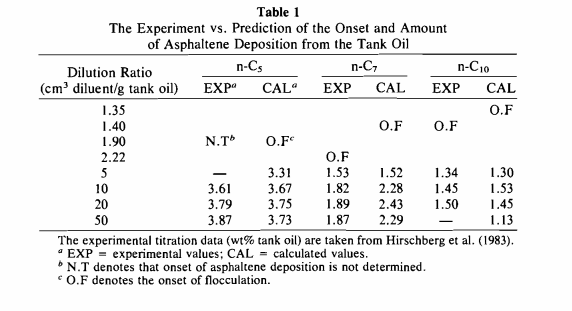 Table 1
The Experiment vs. Prediction of the Onset and Amount
of Asphaltene Deposition from the Tank Oil
Dilution Ratio n-C5 n-C7 n-C10
(cm³ diluent/g tank oil) EXPᵃ CALᵃ EXP CAL EXP CAL
1.35 O.F
1.40 O.F O.F
1.90 N.Tᵇ O.Fᶜ
2.22 O.F
5 — 3.31 1.53 1.52 1.34 1.30
10 3.61 3.67 1.82 2.28 1.45 1.53
20 3.79 3.75 1.89 2.43 1.50 1.45
50 3.87 3.73 1.87 2.29 — 1.13
The experimental titration data (wt% tank oil) are taken from Hirschberg et al. (1983).
ᵃ EXP = experimental values; CAL = calculated values.
ᵇ N.T denotes that onset of asphaltene deposition is not determined.
ᶜ O.F denotes the onset of flocculation.